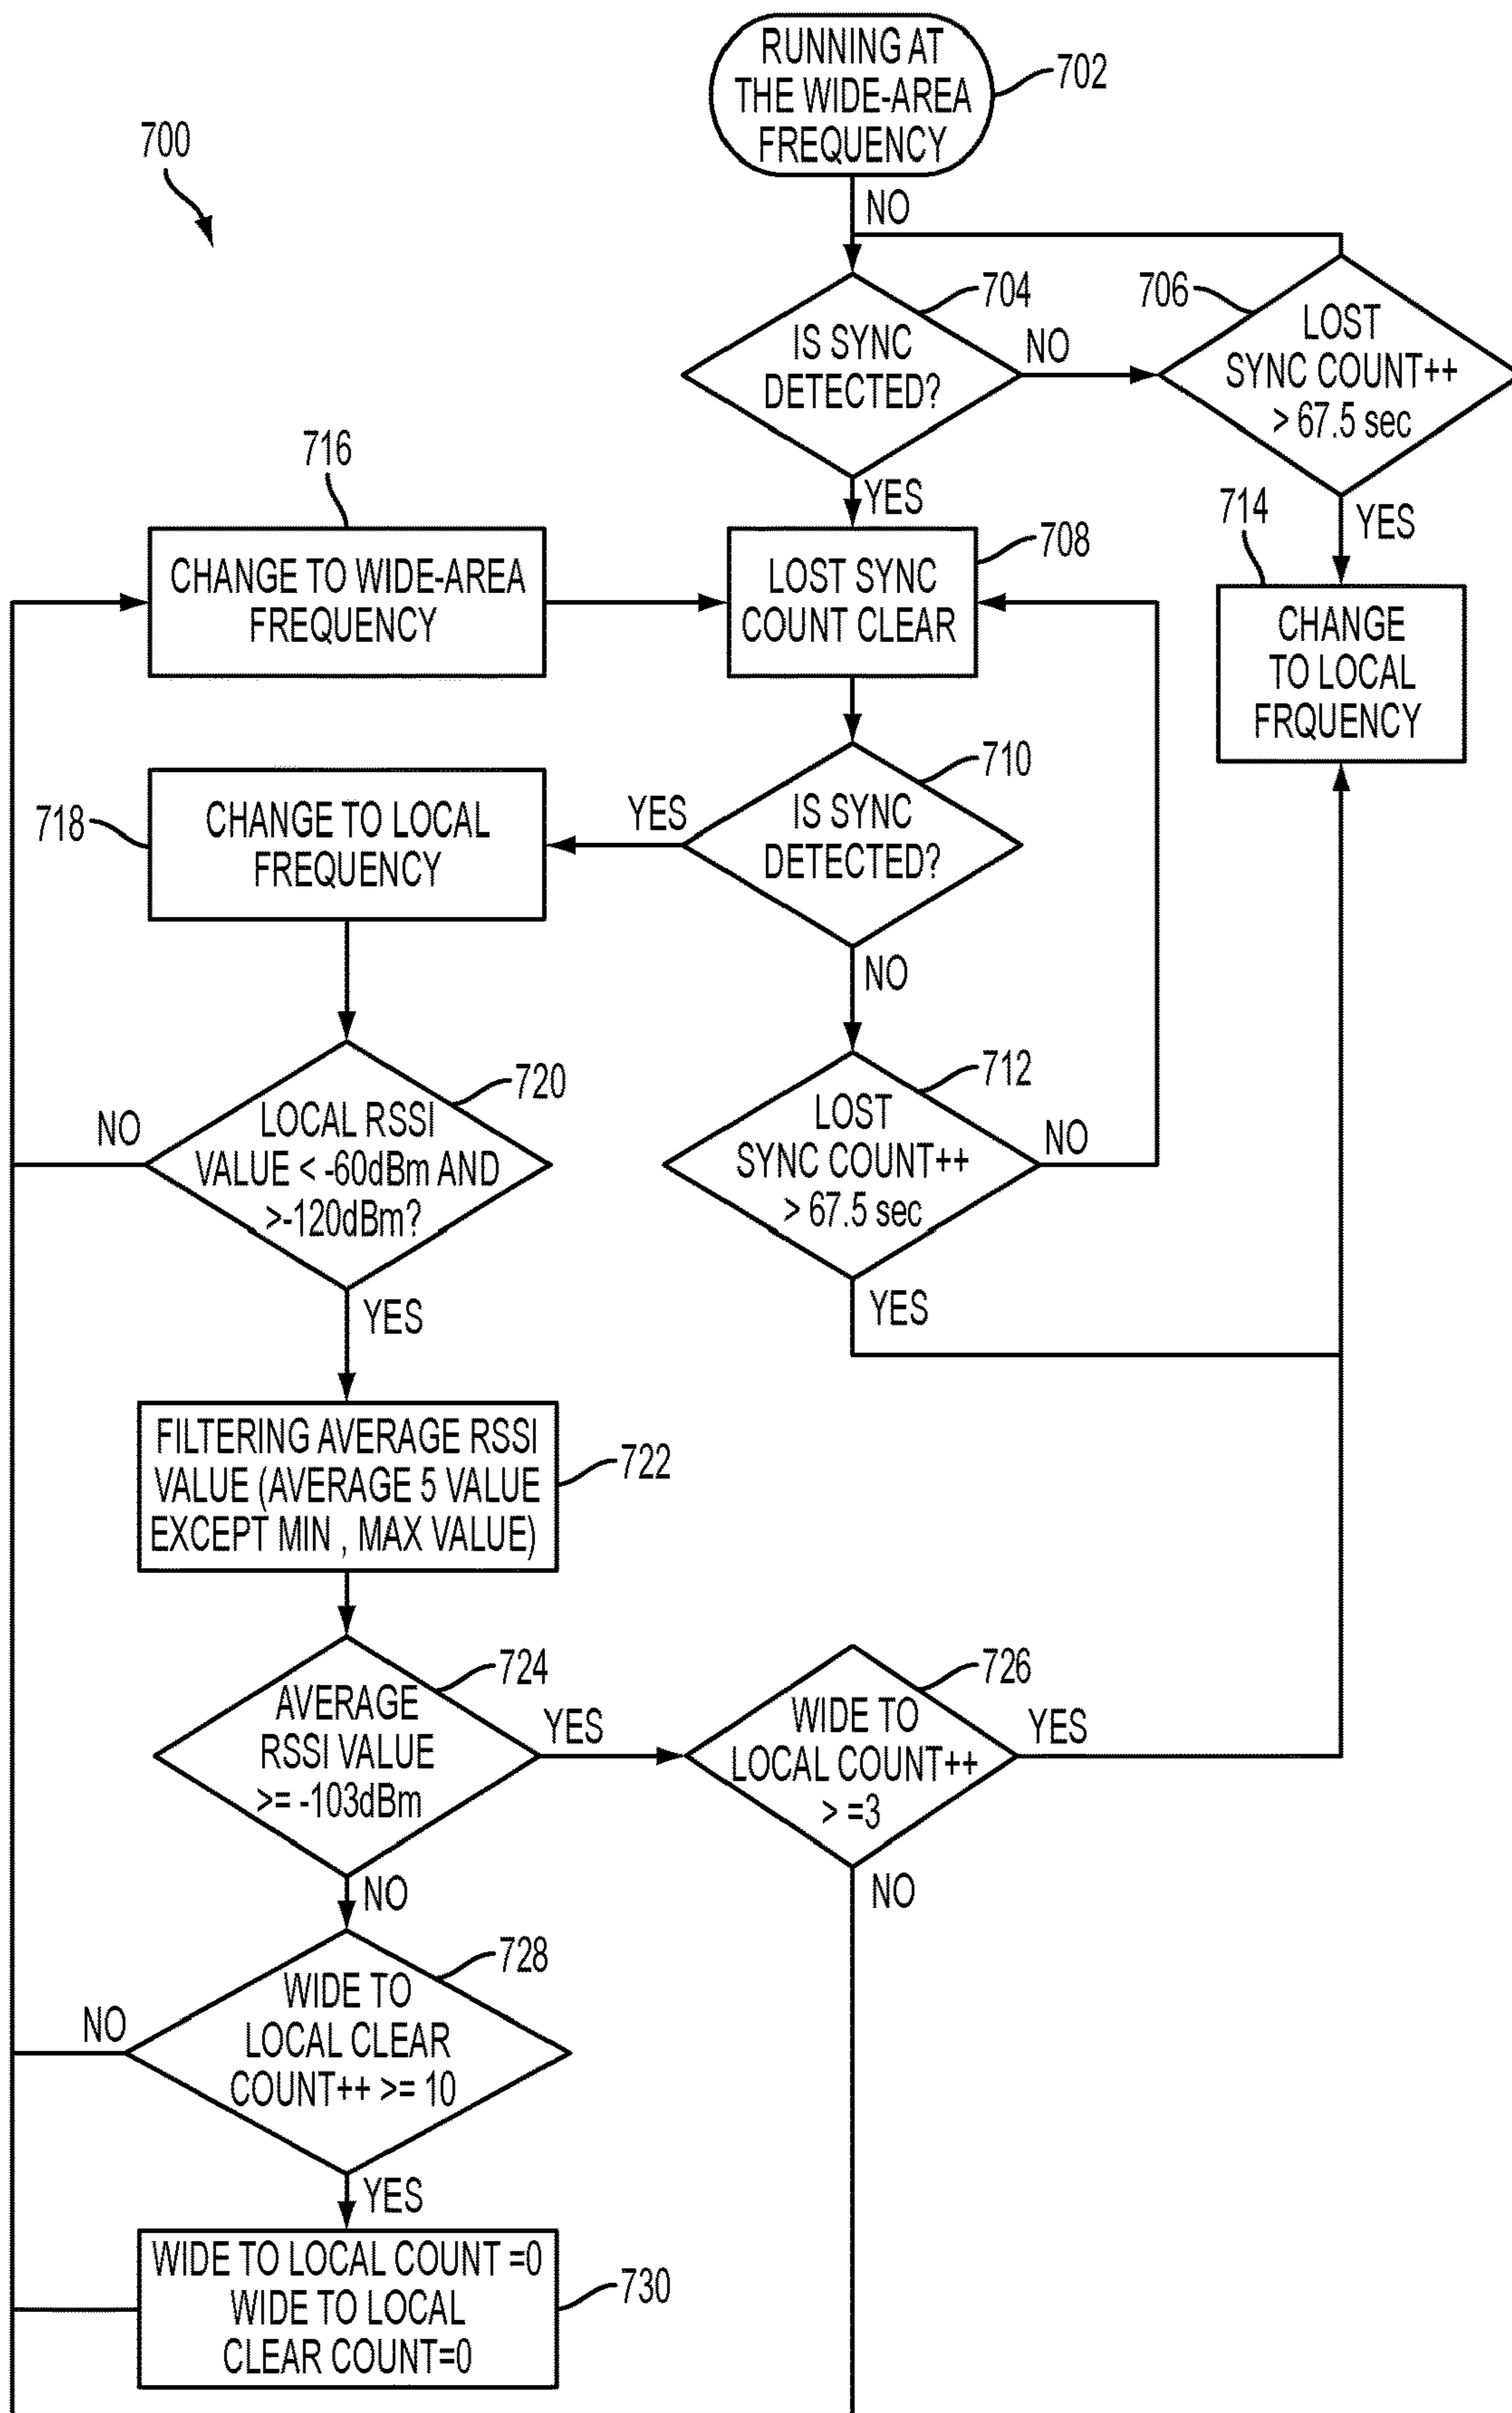 700
RUNNING AT
THE WIDE-AREA
FREQUENCY
702
NO
IS SYNC
DETECTED?
704
NO
706
LOST
SYNC COUNT++
> 67.5 sec
YES
YES
716
CHANGE TO WIDE-AREA
FREQUENCY
LOST SYNC
COUNT CLEAR
708
714
CHANGE
TO LOCAL
FRQUENCY
718
CHANGE TO LOCAL
FREQUENCY
YES
IS SYNC
DETECTED?
710
NO
LOST
SYNC COUNT++
> 67.5 sec
712
NO
YES
NO
LOCAL RSSI
VALUE < -60dBm AND
>-120dBm?
720
YES
FILTERING AVERAGE RSSI
VALUE (AVERAGE 5 VALUE
EXCEPT MIN , MAX VALUE)
722
AVERAGE
RSSI VALUE
>= -103dBm
724
YES
WIDE TO
LOCAL COUNT++
> =3
726
YES
NO
NO
WIDE TO
LOCAL CLEAR
COUNT++ >= 10
728
NO
YES
WIDE TO LOCAL COUNT =0
WIDE TO LOCAL
CLEAR COUNT=0
730